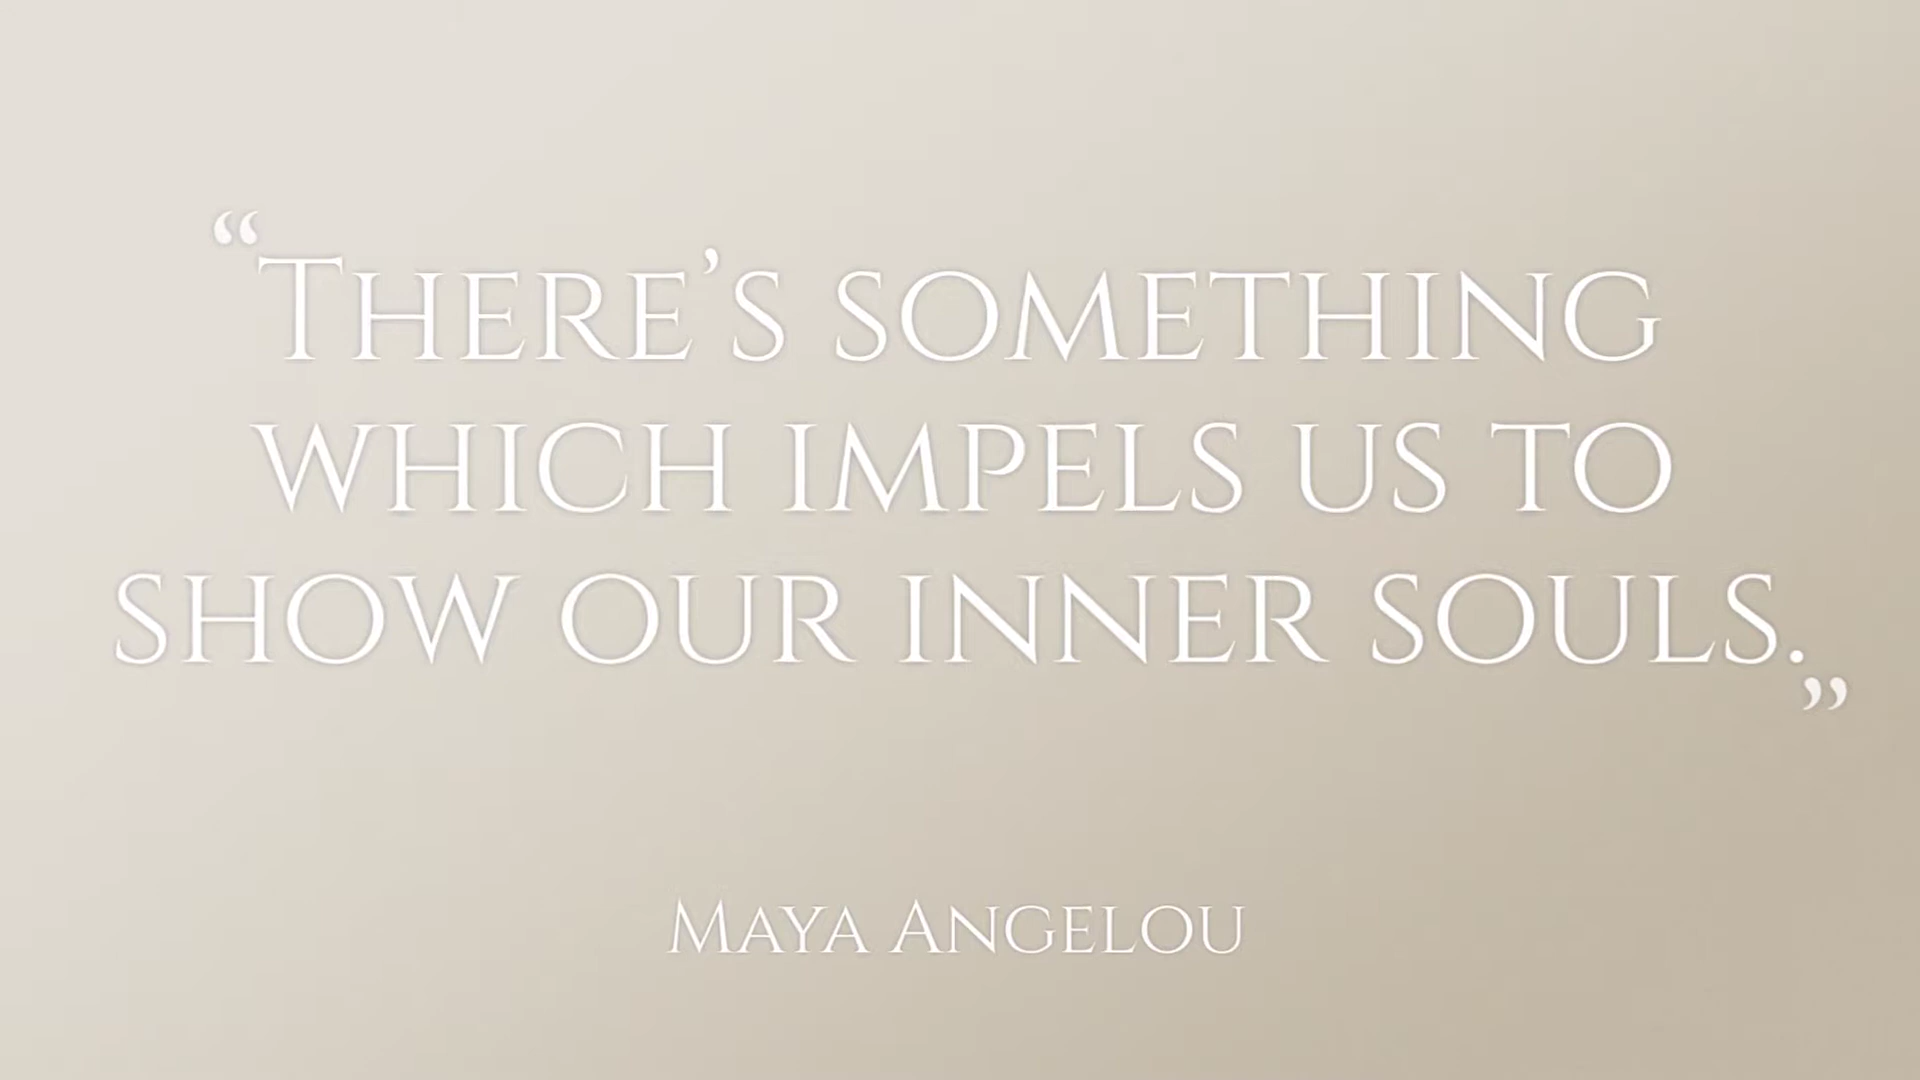 “There’s something
which impels us to
show our inner souls.”
Maya Angelou